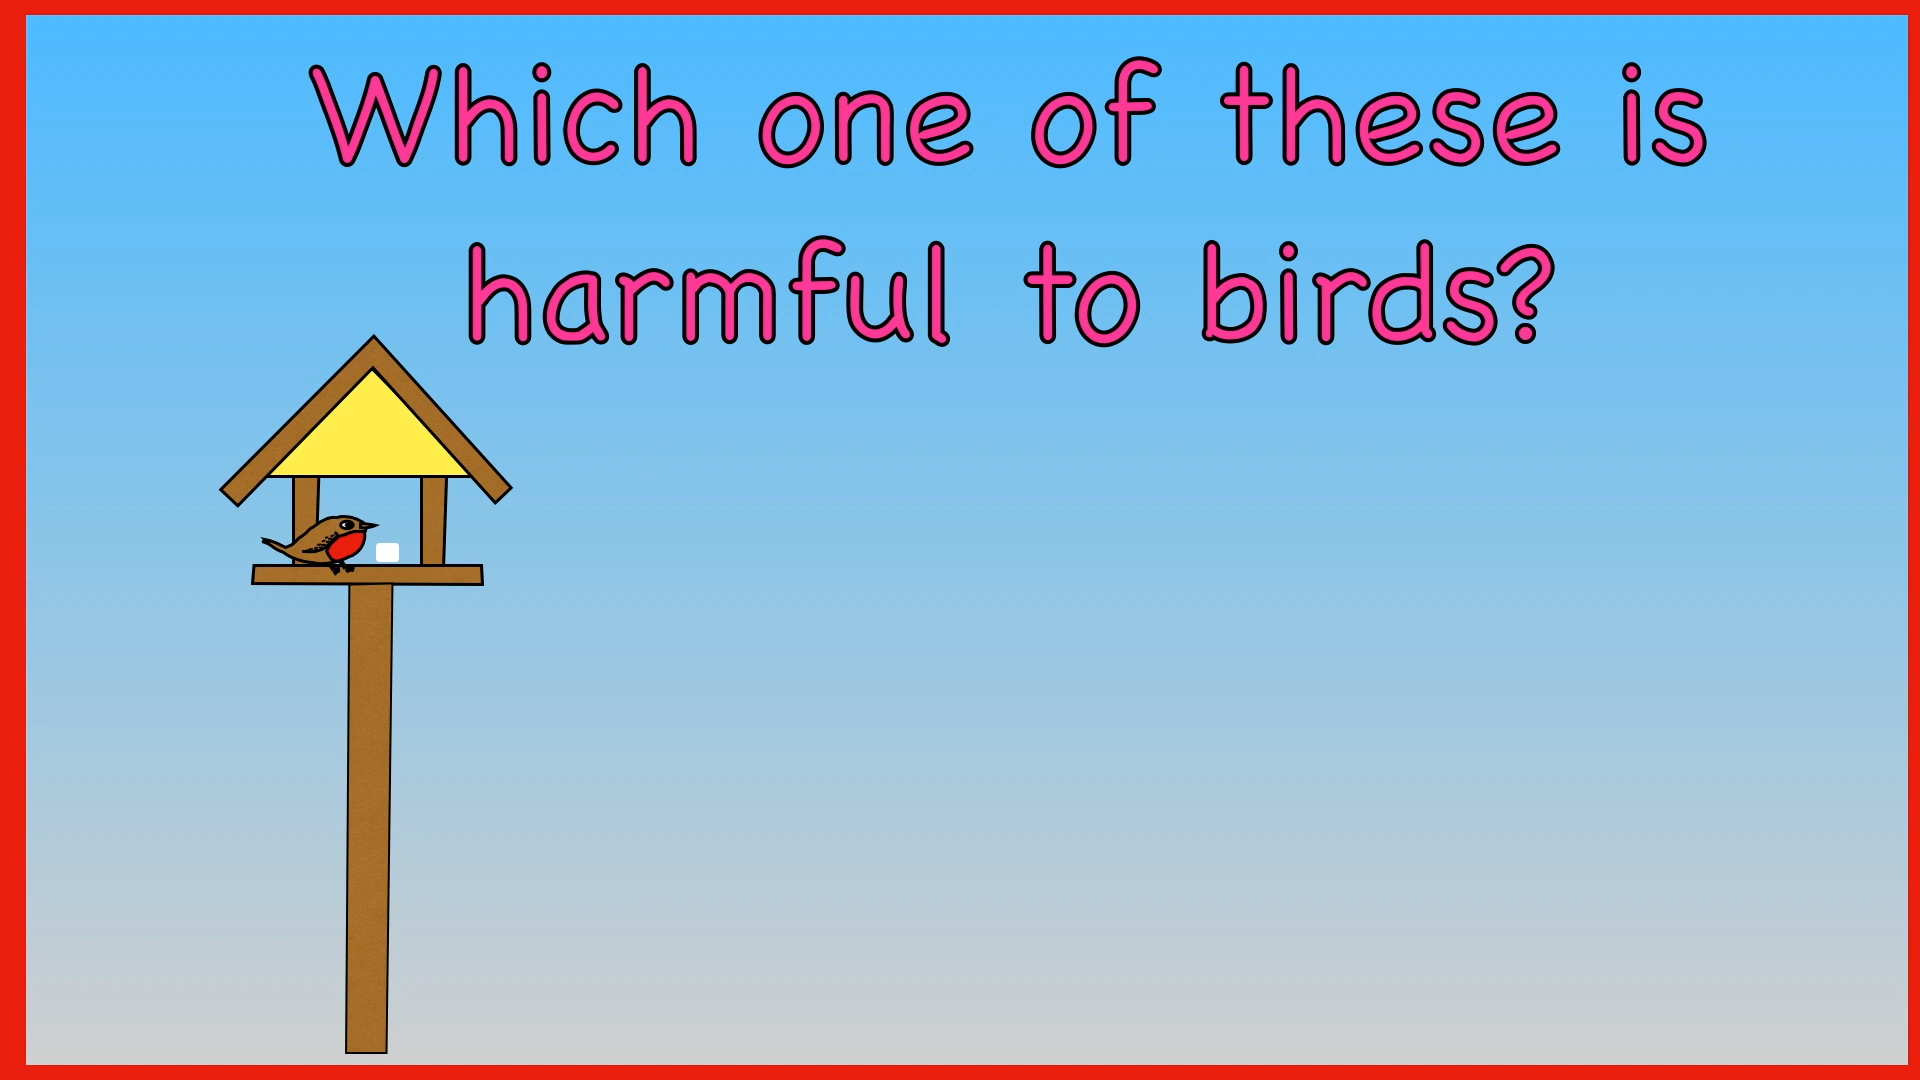 Which one of these is
harmful to birds?